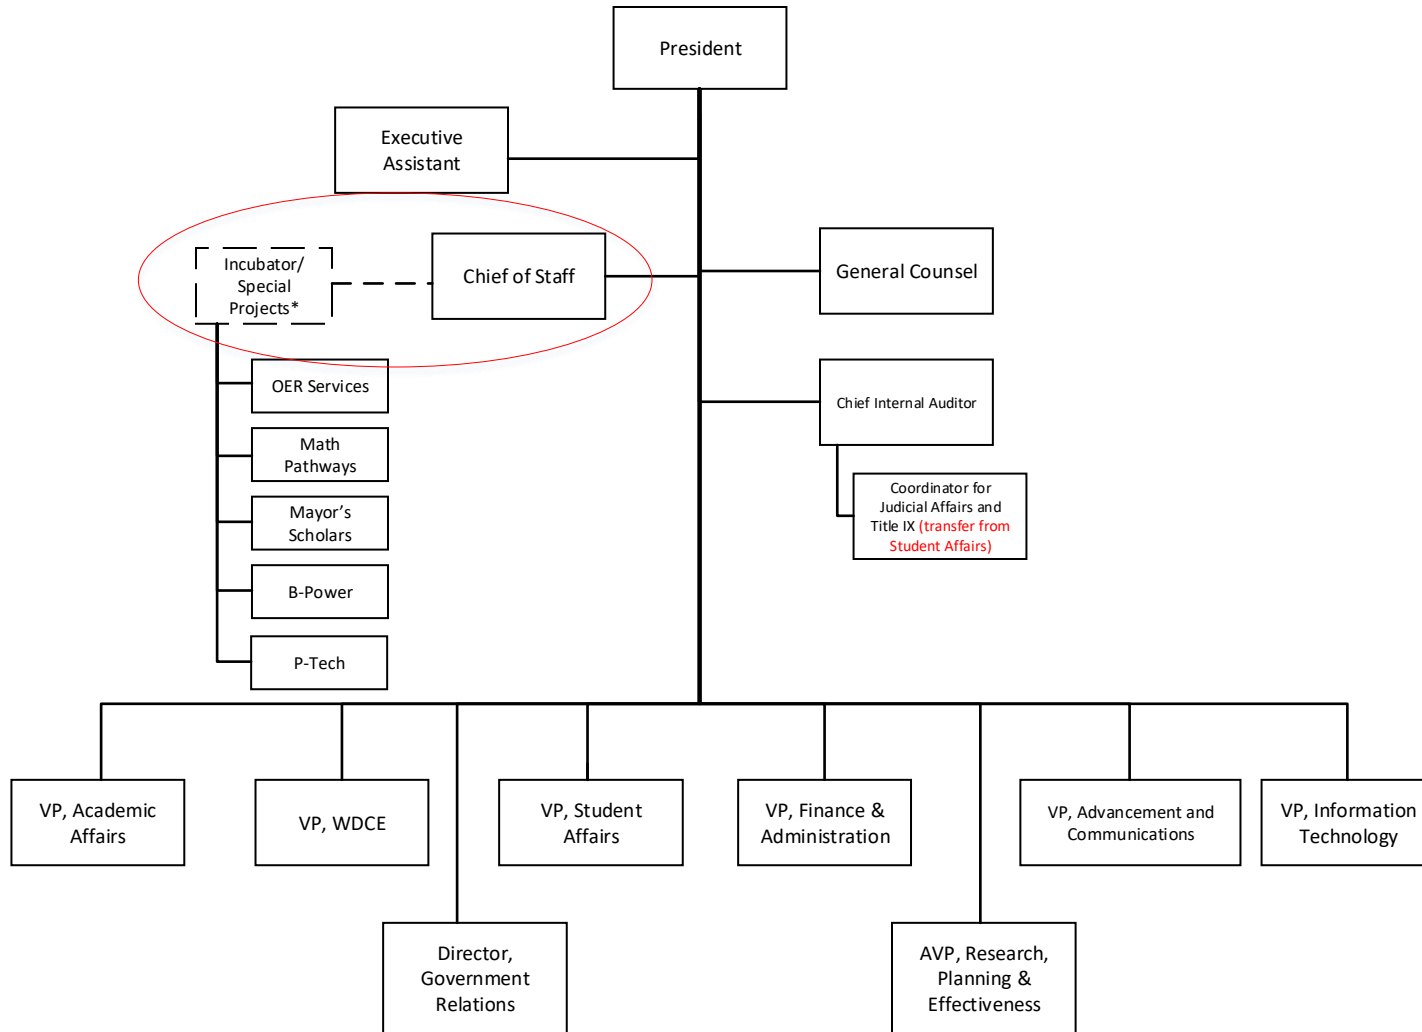 President
Executive
Assistant
Incubator/
Special
Projects*
Chief of Staff
General Counsel
OER Services
Chief Internal Auditor
Math
Pathways
Mayor’s
Scholars
Coordinator for
Judicial Affairs and
Title IX (transfer from
Student Affairs)
B-Power
P-Tech
VP, Academic
Affairs
VP, WDCE
VP, Student
Affairs
VP, Finance &
Administration
VP, Advancement and
Communications
VP, Information
Technology
Director,
Government
Relations
AVP, Research,
Planning &
Effectiveness